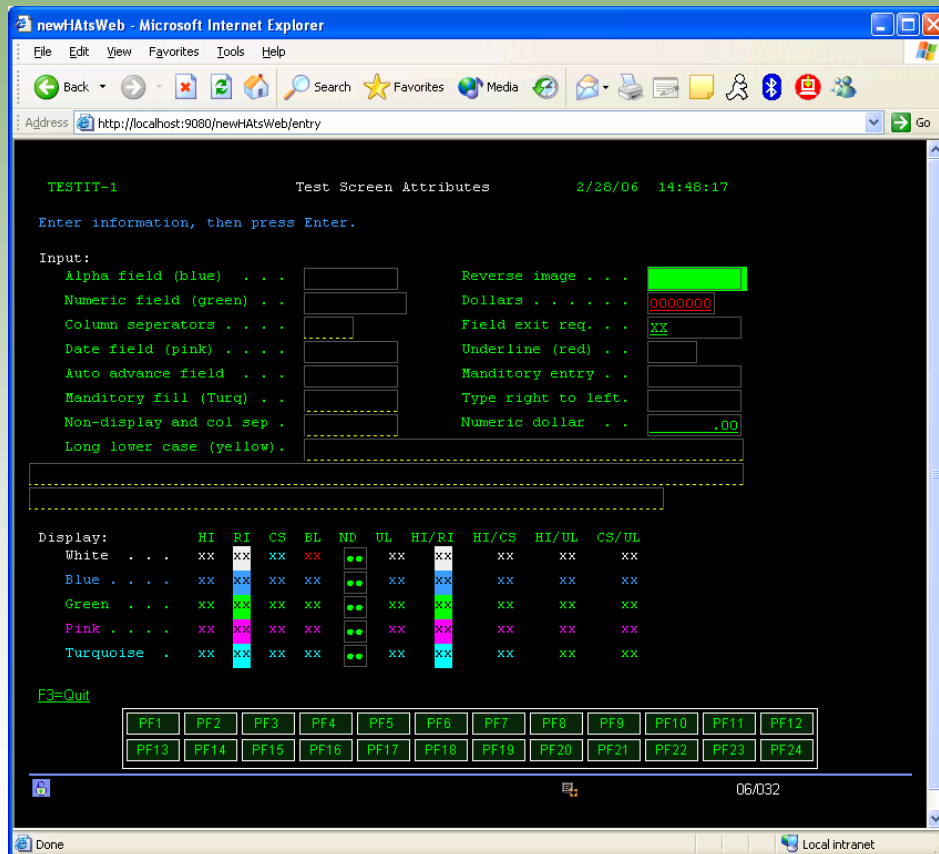 newHAtsWeb - Microsoft Internet Explorer
File Edit View Favorites Tools Help
Back Search Favorites Media
Address http://localhost:9080/newHAtsWeb/entry Go
TESTIT-1 Test Screen Attributes 2/28/06 14:48:17
Enter information, then press Enter.
Input:
Alpha field (blue) . . . Reverse image . . .
Numeric field (green) . . Dollars . . . . . . 0000000
Column seperators . . . . Field exit req. . . XX
Date field (pink) . . . . Underline (red) . .
Auto advance field . . . Manditory entry . .
Manditory fill (Turq) . . Type right to left.
Non-display and col sep . Numeric dollar . . .00
Long lower case (yellow).
Display: HI RI CS BL ND UL HI/RI HI/CS HI/UL CS/UL
White . . . xx xx xx xx ●● xx xx xx xx xx
Blue . . . . xx xx xx xx ●● xx xx xx xx xx
Green . . . xx xx xx xx ●● xx xx xx xx xx
Pink . . . . xx xx xx xx ●● xx xx xx xx xx
Turquoise . xx xx xx xx ●● xx xx xx xx xx
F3=Quit
PF1 PF2 PF3 PF4 PF5 PF6 PF7 PF8 PF9 PF10 PF11 PF12
PF13 PF14 PF15 PF16 PF17 PF18 PF19 PF20 PF21 PF22 PF23 PF24
06/032
Done Local intranet